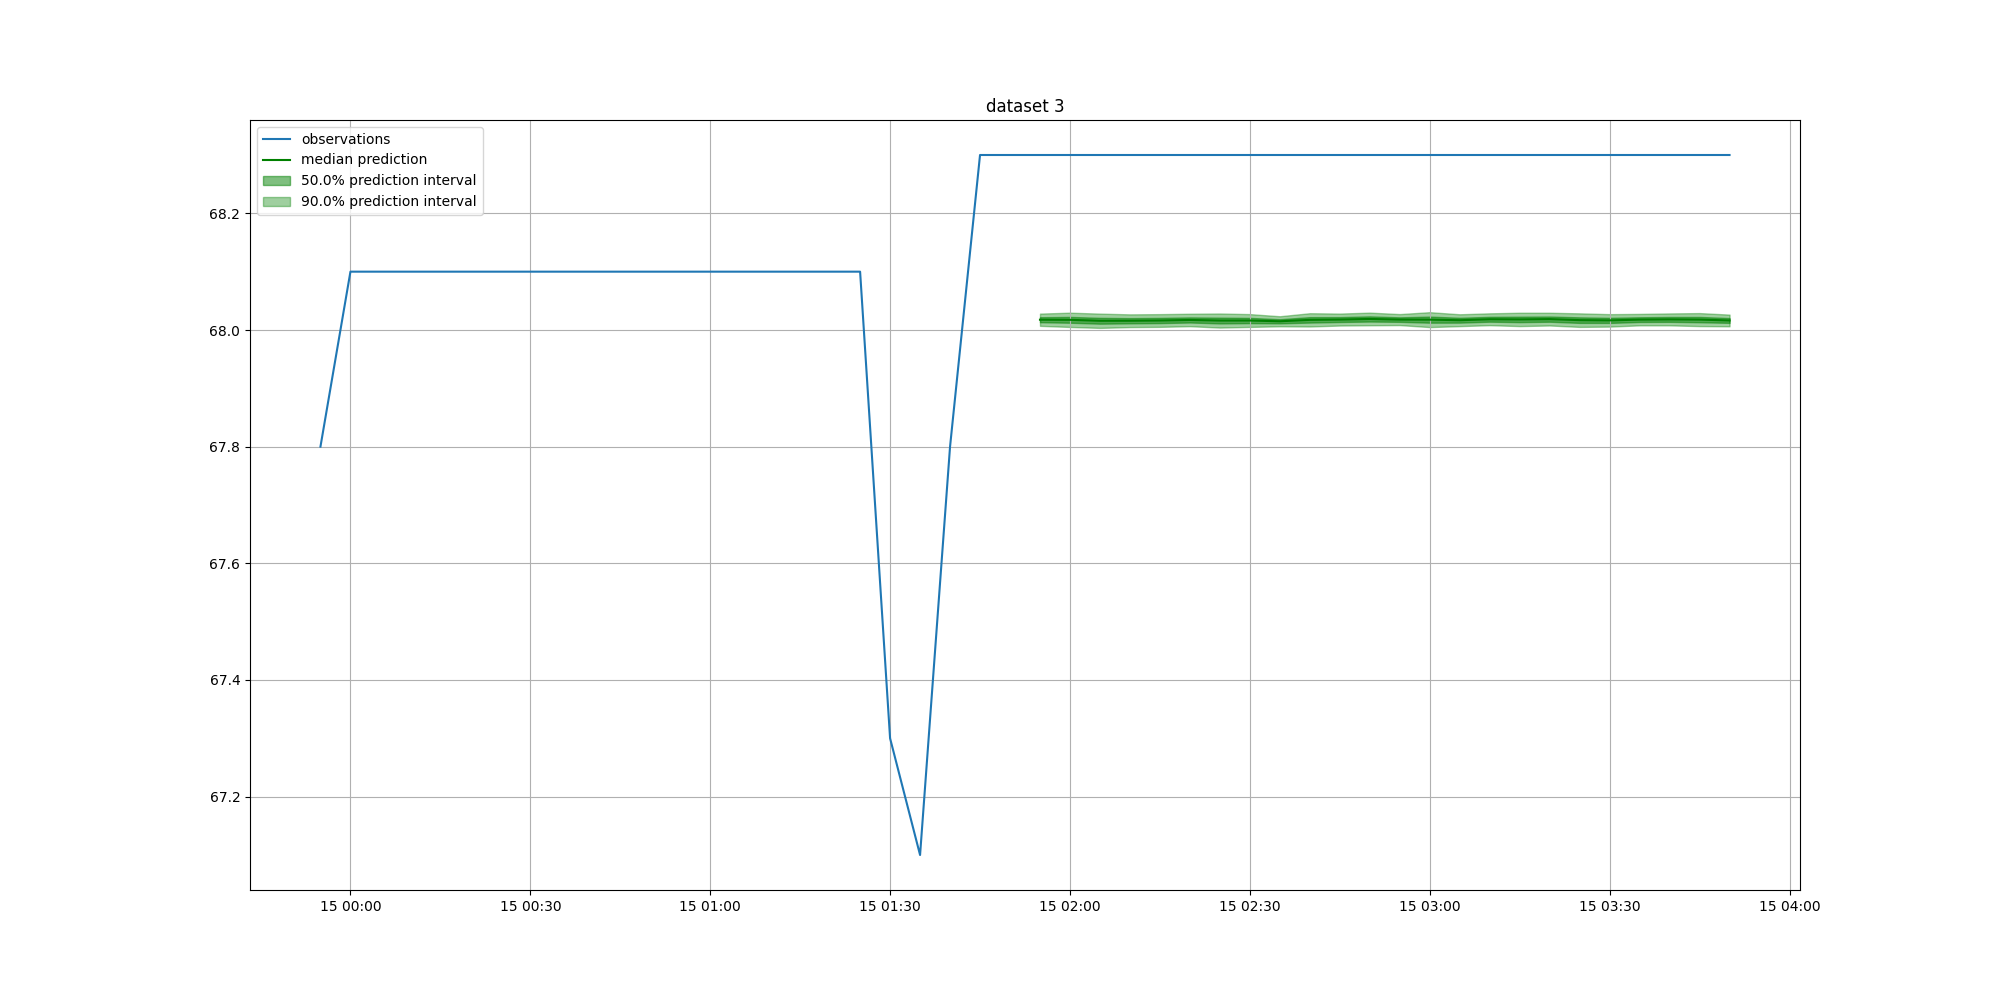 dataset 3
observations
median prediction
50.0% prediction interval
90.0% prediction interval
68.2
68.0
67.8
67.6
67.4
67.2
15 00:00 15 00:30 15 01:00 15 01:30 15 02:00 15 02:30 15 03:00 15 03:30 15 04:00